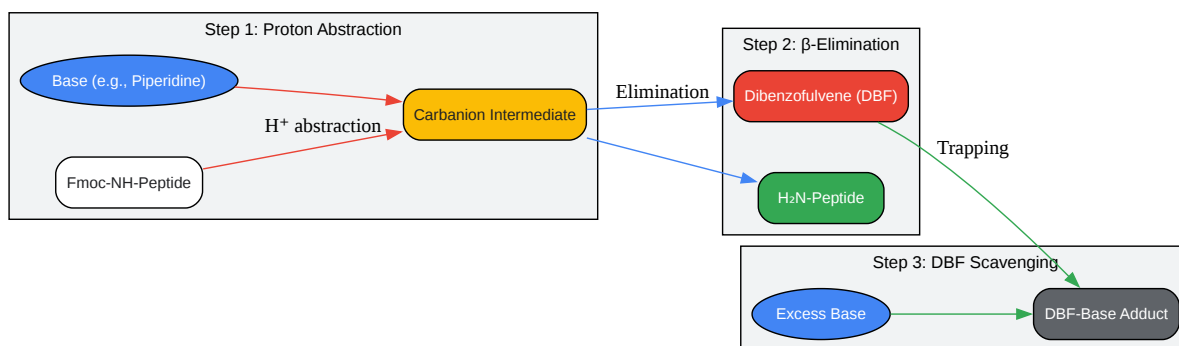 Step 1: Proton Abstraction
Base (e.g., Piperidine)
Fmoc-NH-Peptide
H⁺ abstraction
Carbanion Intermediate
Elimination
Step 2: β-Elimination
Dibenzofulvene (DBF)
H₂N-Peptide
Trapping
Step 3: DBF Scavenging
Excess Base
DBF-Base Adduct